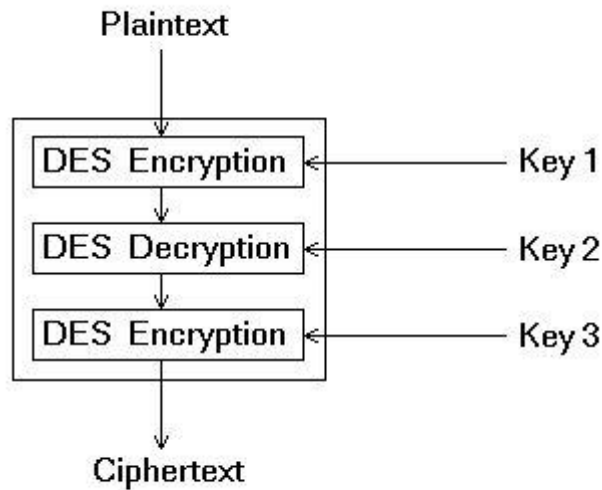 Plaintext
DES Encryption
Key 1
DES Decryption
Key 2
DES Encryption
Key 3
Ciphertext